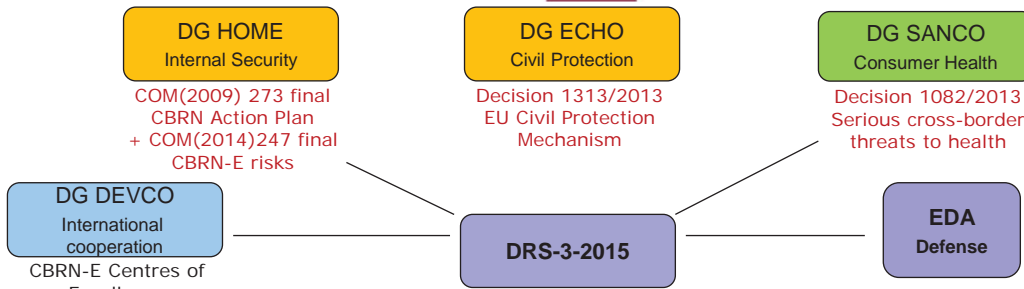 DG HOME
Internal Security
COM(2009) 273 final
CBRN Action Plan
+ COM(2014)247 final
CBRN-E risks
DG ECHO
Civil Protection
Decision 1313/2013
EU Civil Protection
Mechanism
DG SANCO
Consumer Health
Decision 1082/2013
Serious cross-border
threats to health
DG DEVCO
International
cooperation
CBRN-E Centres of
DRS-3-2015
EDA
Defense